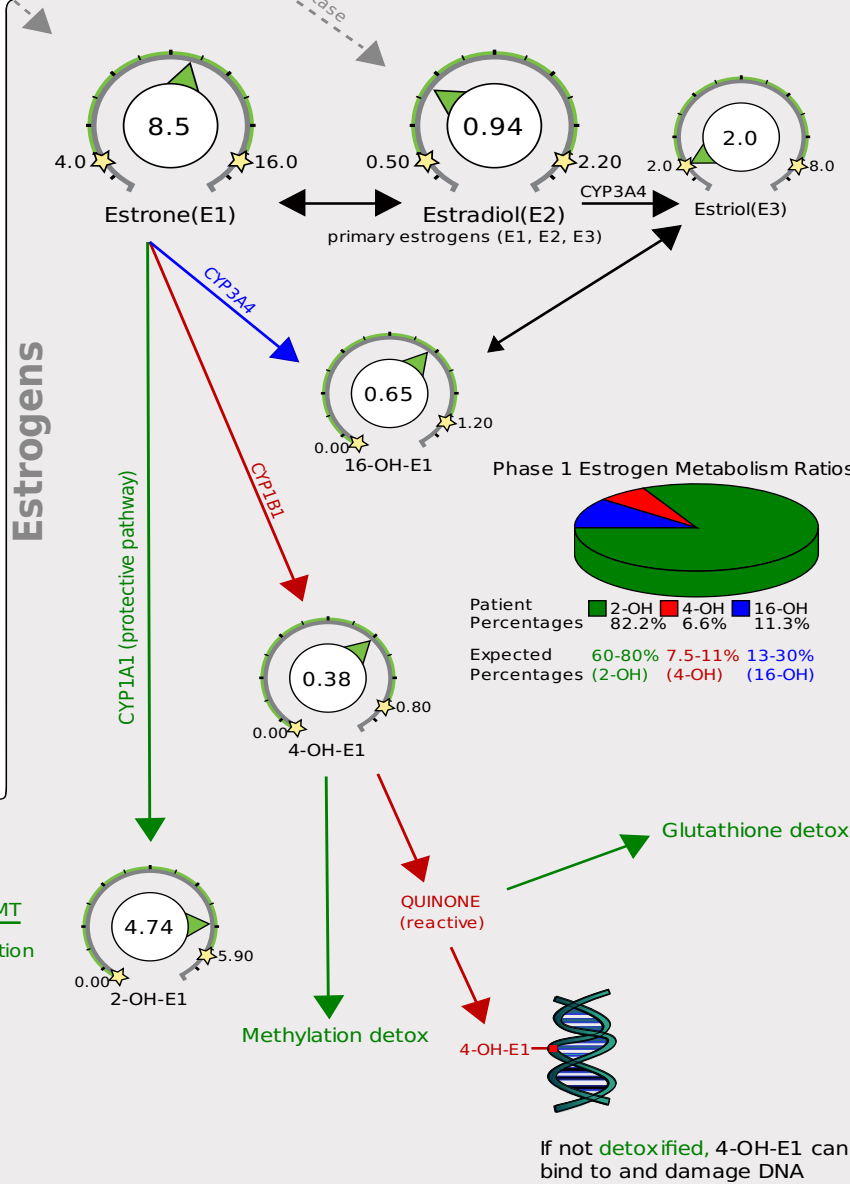 8.5
4.0
16.0
Estrone(E1)
0.94
0.50
2.20
Estradiol(E2)
primary estrogens (E1, E2, E3)
CYP3A4
2.0
2.0
8.0
Estriol(E3)
CYP3A4
0.65
0.00
1.20
16-OH-E1
Estrogens
CYP1B1
CYP1A1 (protective pathway)
Phase 1 Estrogen Metabolism Ratios
Patient
Percentages
2-OH
82.2%
4-OH
6.6%
16-OH
11.3%
Expected
Percentages
60-80%
(2-OH)
7.5-11%
(4-OH)
13-30%
(16-OH)
0.38
0.00
0.80
4-OH-E1
Glutathione detox
QUINONE
(reactive)
4.74
0.00
5.90
2-OH-E1
Methylation detox
4-OH-E1
If not detoxified, 4-OH-E1 can
bind to and damage DNA